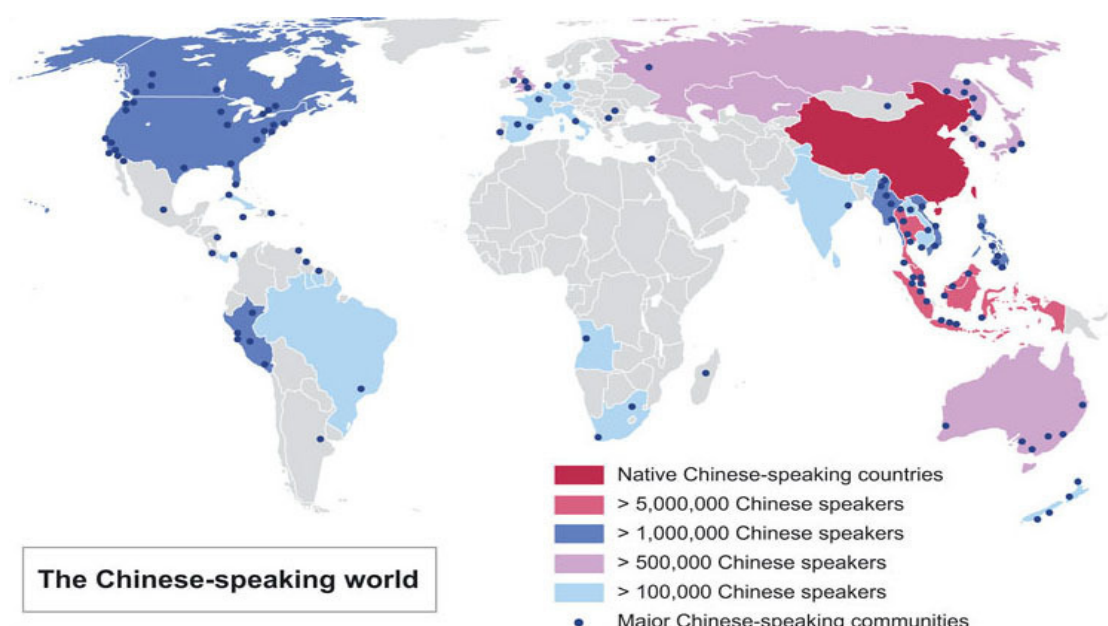 Native Chinese-speaking countries
> 5,000,000 Chinese speakers
> 1,000,000 Chinese speakers
> 500,000 Chinese speakers
> 100,000 Chinese speakers
Major Chinese-speaking communities
The Chinese-speaking world